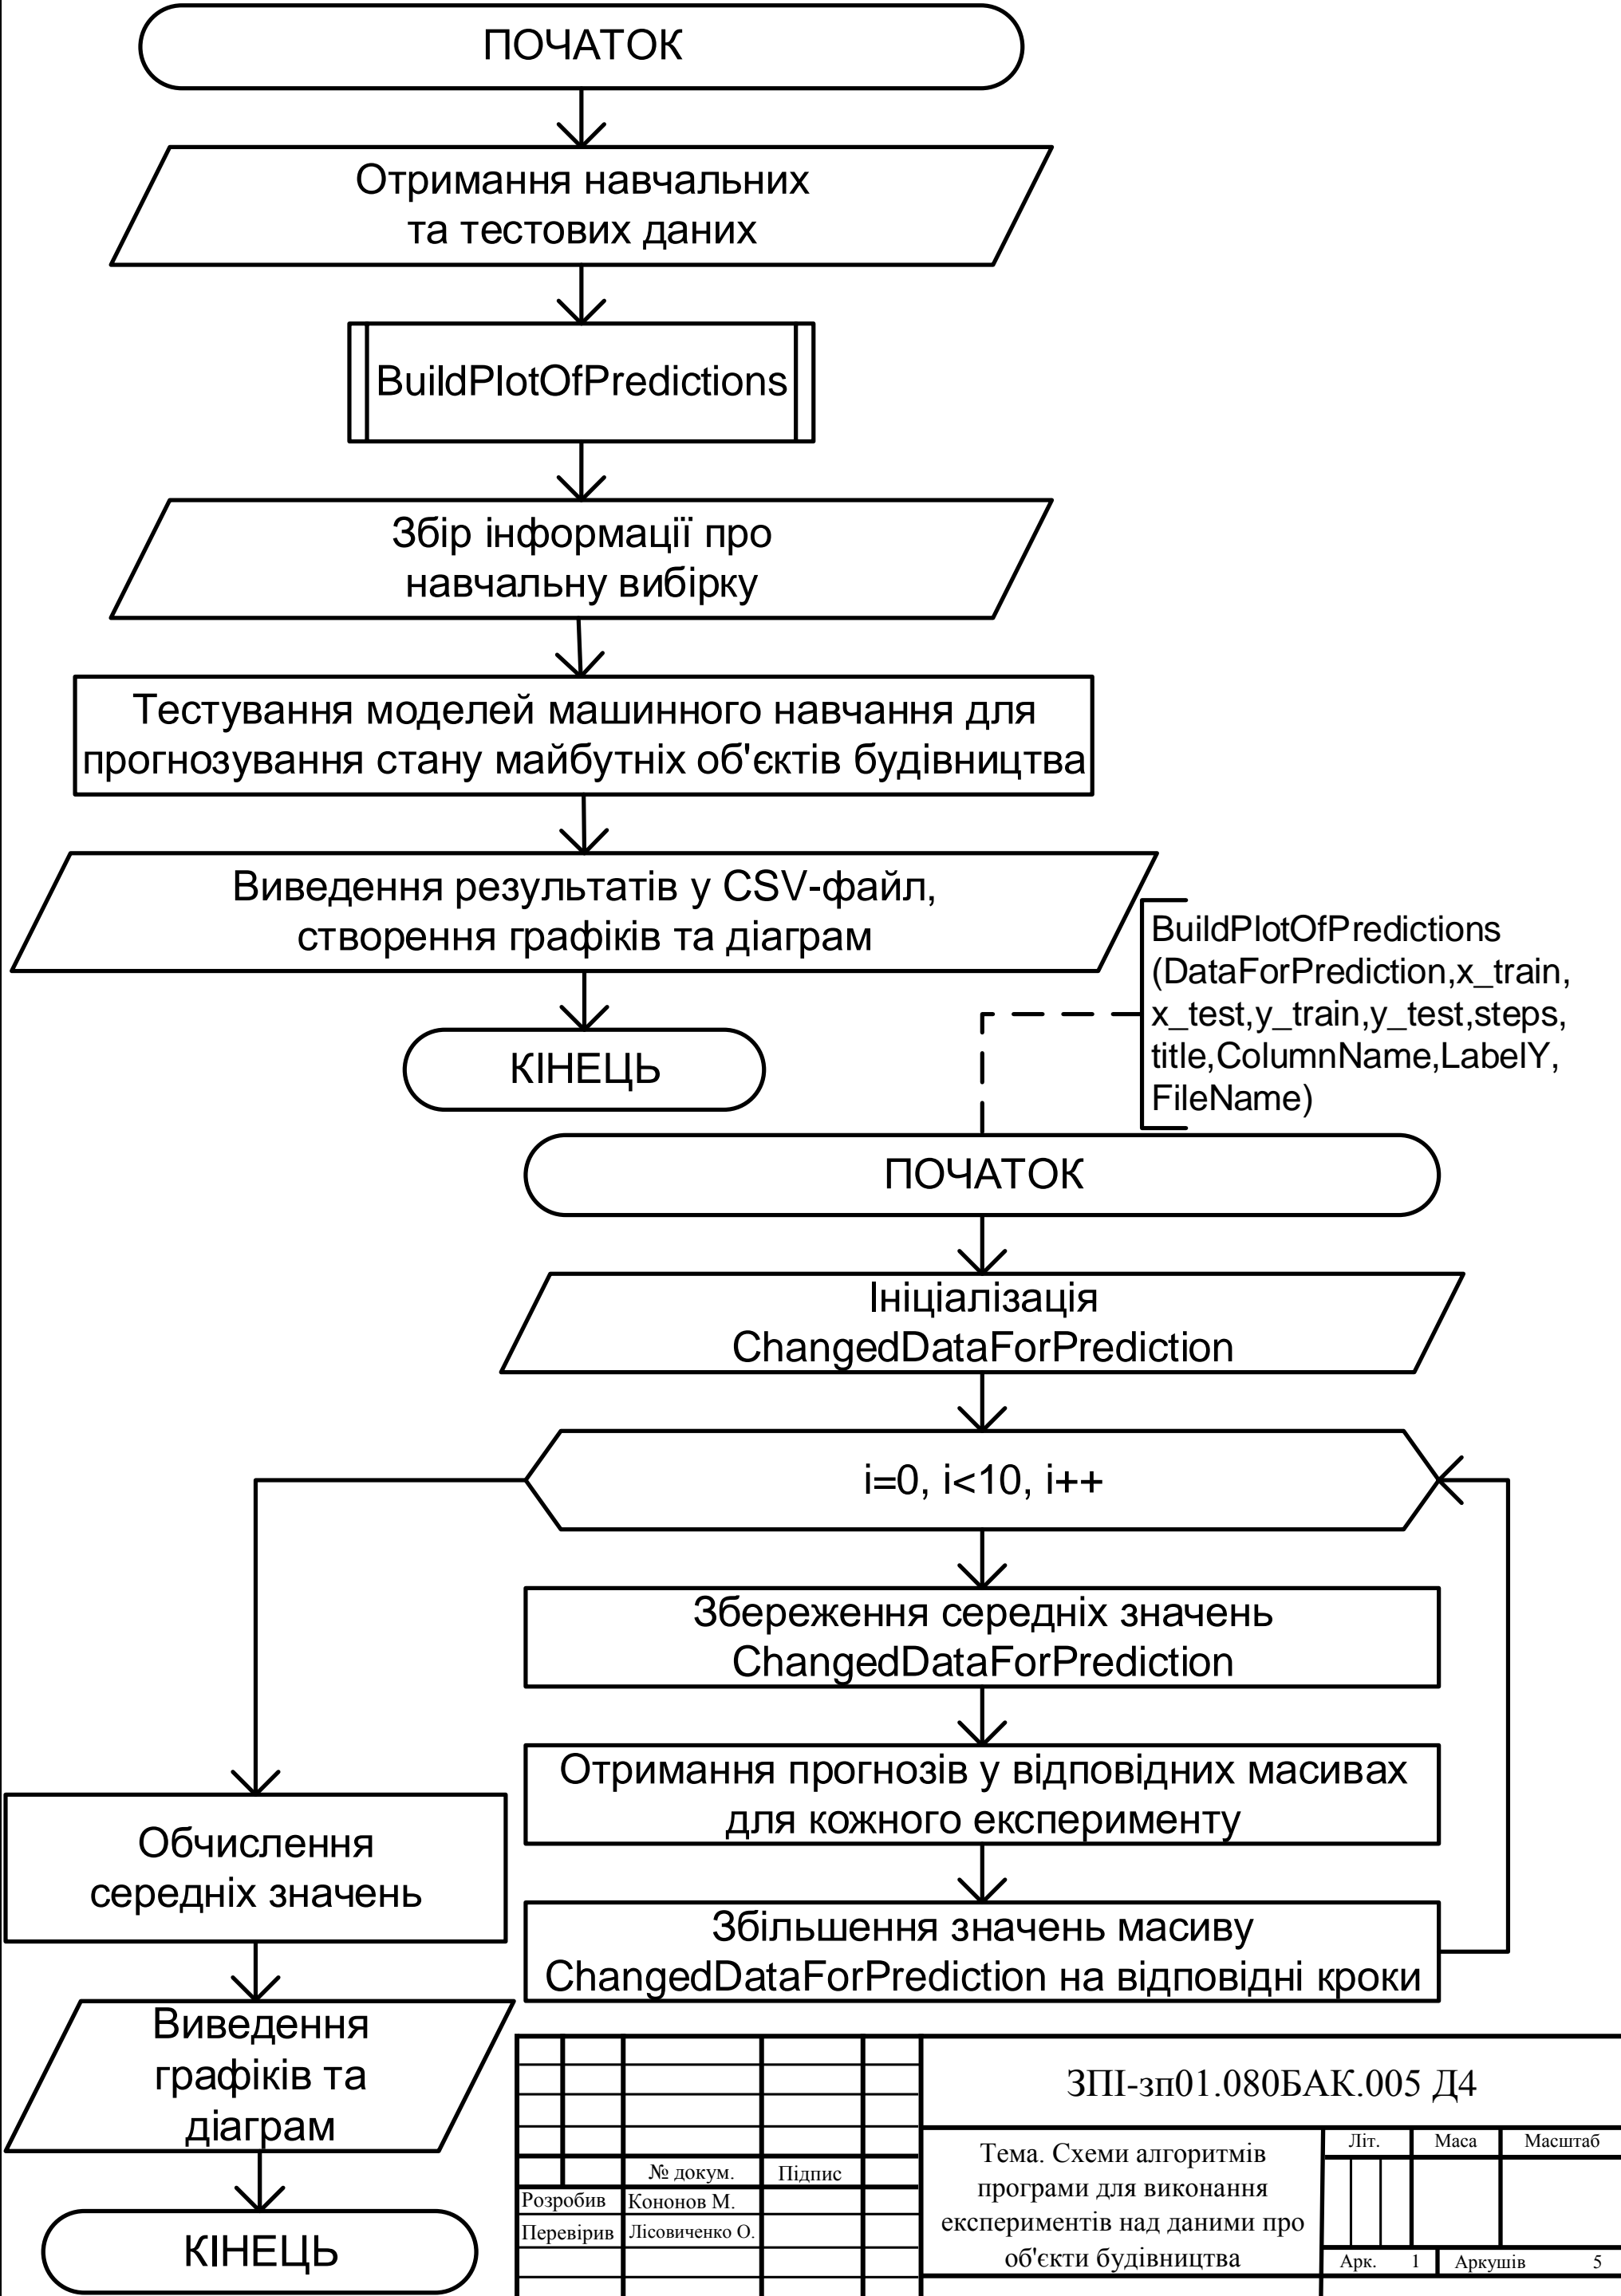 ПОЧАТОК
Отримання навчальних
та тестових даних
BuildPlotOfPredictions
Збір інформації про
навчальну вибірку
Тестування моделей машинного навчання для
прогнозування стану майбутніх об'єктів будівництва
Виведення результатів у CSV-файл,
створення графіків та діаграм
КІНЕЦЬ
BuildPlotOfPredictions
(DataForPrediction,x_train,
x_test,y_train,y_test,steps,
title,ColumnName,LabelY,
FileName)
ПОЧАТОК
Ініціалізація
ChangedDataForPrediction
i=0, i<10, i++
Збереження середніх значень
ChangedDataForPrediction
Отримання прогнозів у відповідних масивах
для кожного експерименту
Збільшення значень масиву
ChangedDataForPrediction на відповідні кроки
Обчислення
середніх значень
Виведення
графіків та
діаграм
КІНЕЦЬ
ЗПІ-зп01.080БАК.005 Д4
Тема. Схеми алгоритмів
програми для виконання
експериментів над даними про
об'єкти будівництва
Літ. Маса Масштаб
№ докум. Підпис
Розробив Кононов М.
Перевірив Лісовиченко О.
Арк. 1 Аркушів 5